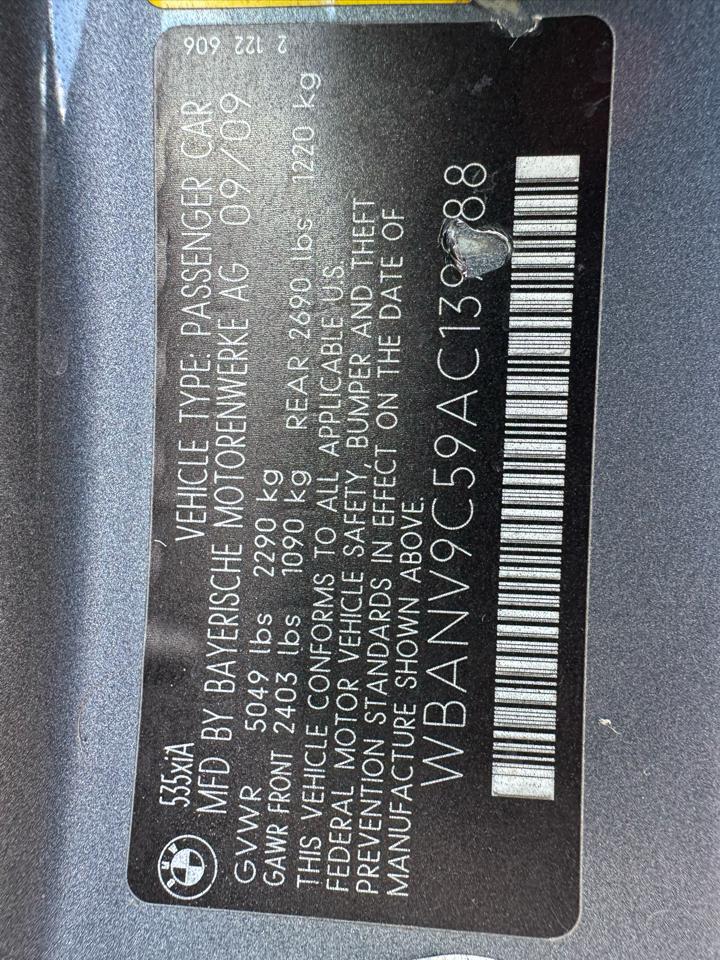 BMW
535xiA
VEHICLE TYPE: PASSENGER CAR
2 122 606
MFD BY BAYERISCHE MOTORENWERKE AG 09/09
GVWR 5049 lbs 2290 kg
GAWR FRONT 2403 lbs 1090 kg REAR 2690 lbs 1220 kg
THIS VEHICLE CONFORMS TO ALL APPLICABLE U.S.
FEDERAL MOTOR VEHICLE SAFETY, BUMPER AND THEFT
PREVENTION STANDARDS IN EFFECT ON THE DATE OF
MANUFACTURE SHOWN ABOVE.